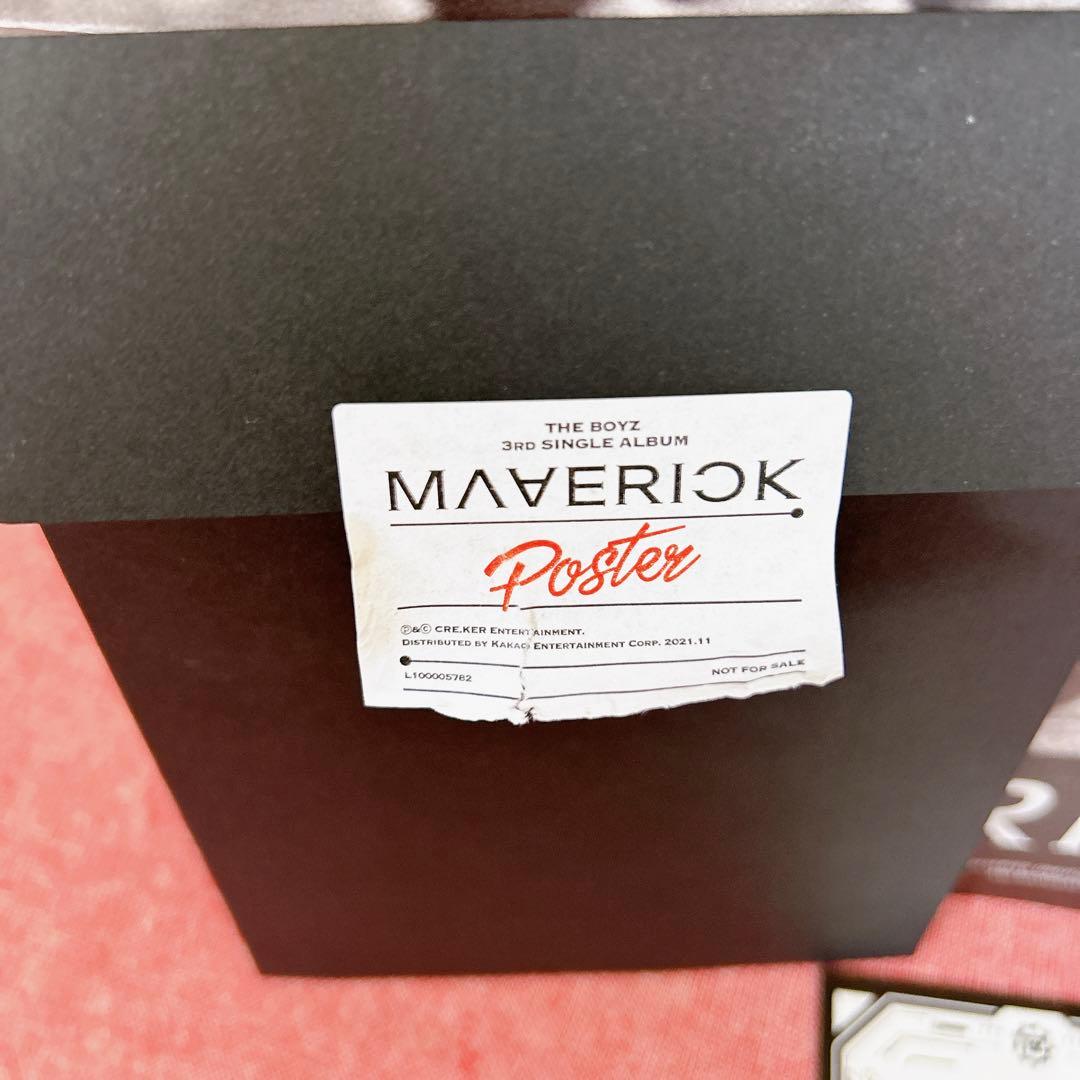 THE BOYZ
3RD SINGLE ALBUM
MAVERICK
Poster
℗&© CRE.KER ENTERTAINMENT.
DISTRIBUTED BY KAKAO ENTERTAINMENT CORP. 2021.11
L100005782
NOT FOR SALE
R